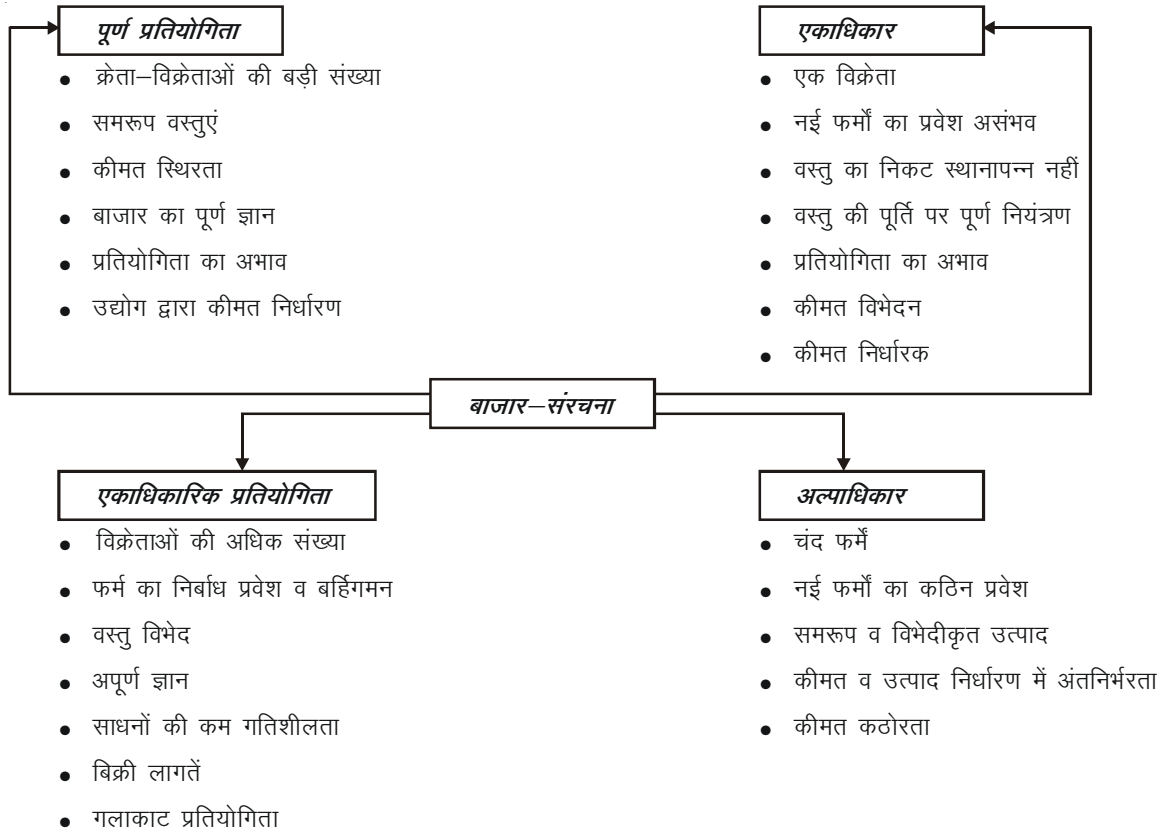 पूर्ण प्रतियोगिता
• क्रेता–विक्रेताओं की बड़ी संख्या
• समरूप वस्तुएं
• कीमत स्थिरता
• बाजार का पूर्ण ज्ञान
• प्रतियोगिता का अभाव
• उद्योग द्वारा कीमत निर्धारण
एकाधिकार
• एक विक्रेता
• नई फर्मों का प्रवेश असंभव
• वस्तु का निकट स्थानापन्न नहीं
• वस्तु की पूर्ति पर पूर्ण नियंत्रण
• प्रतियोगिता का अभाव
• कीमत विभेदन
• कीमत निर्धारक
बाजार–संरचना
एकाधिकारिक प्रतियोगिता
• विक्रेताओं की अधिक संख्या
• फर्म का निर्बाध प्रवेश व बर्हिगमन
• वस्तु विभेद
• अपूर्ण ज्ञान
• साधनों की कम गतिशीलता
• बिक्री लागतें
• गलाकाट प्रतियोगिता
अल्पाधिकार
• चंद फर्में
• नई फर्मों का कठिन प्रवेश
• समरूप व विभेदीकृत उत्पाद
• कीमत व उत्पाद निर्धारण में अंतनिर्भरता
• कीमत कठोरता